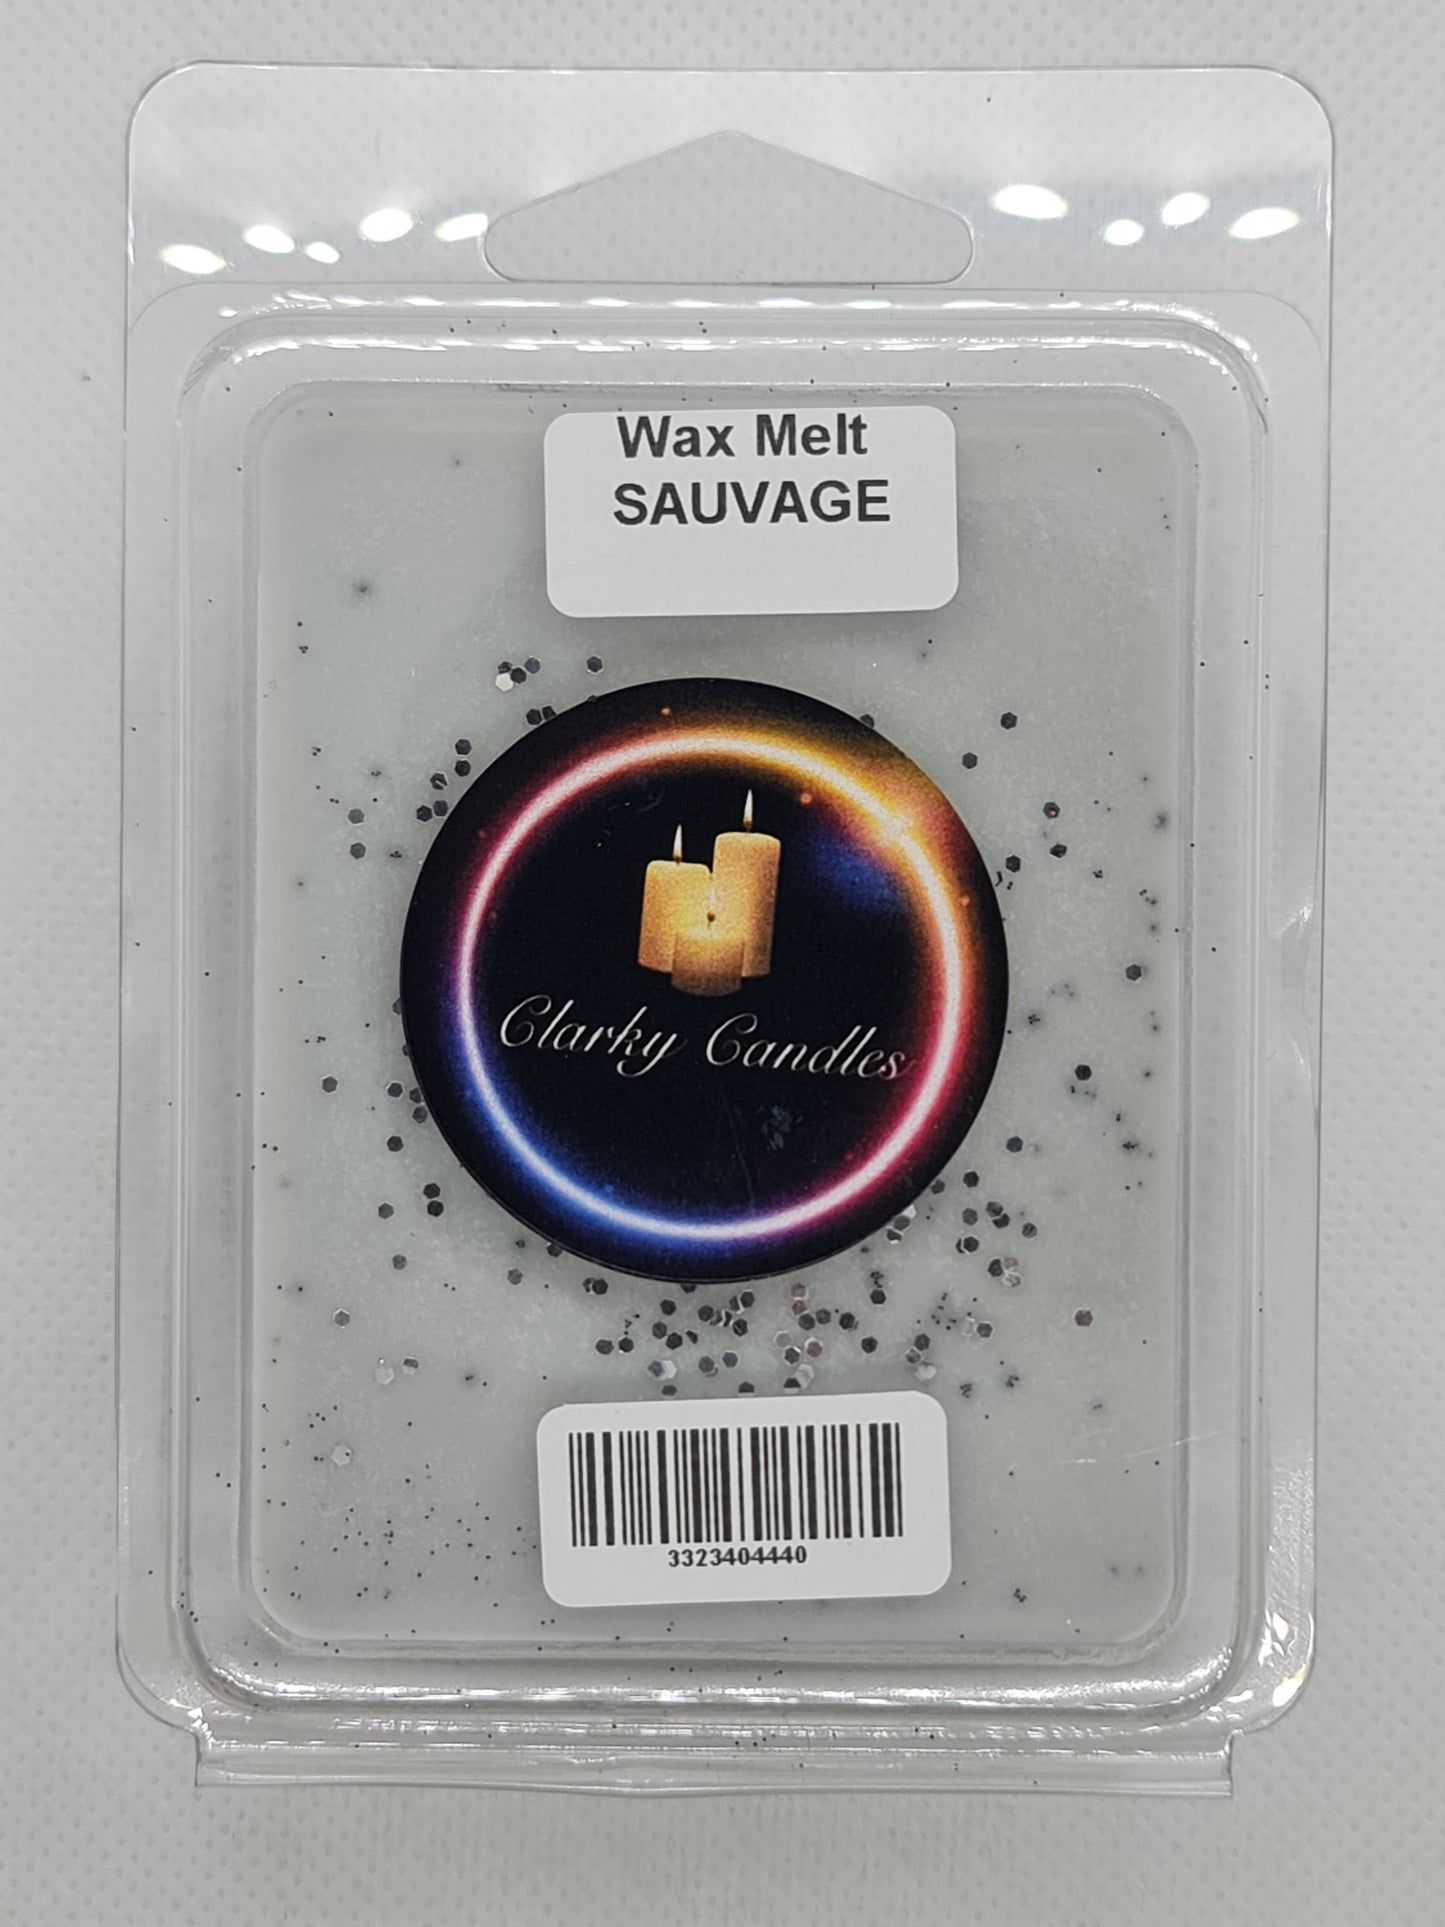 Wax Melt
SAUVAGE
Clarky Candles
3323404440